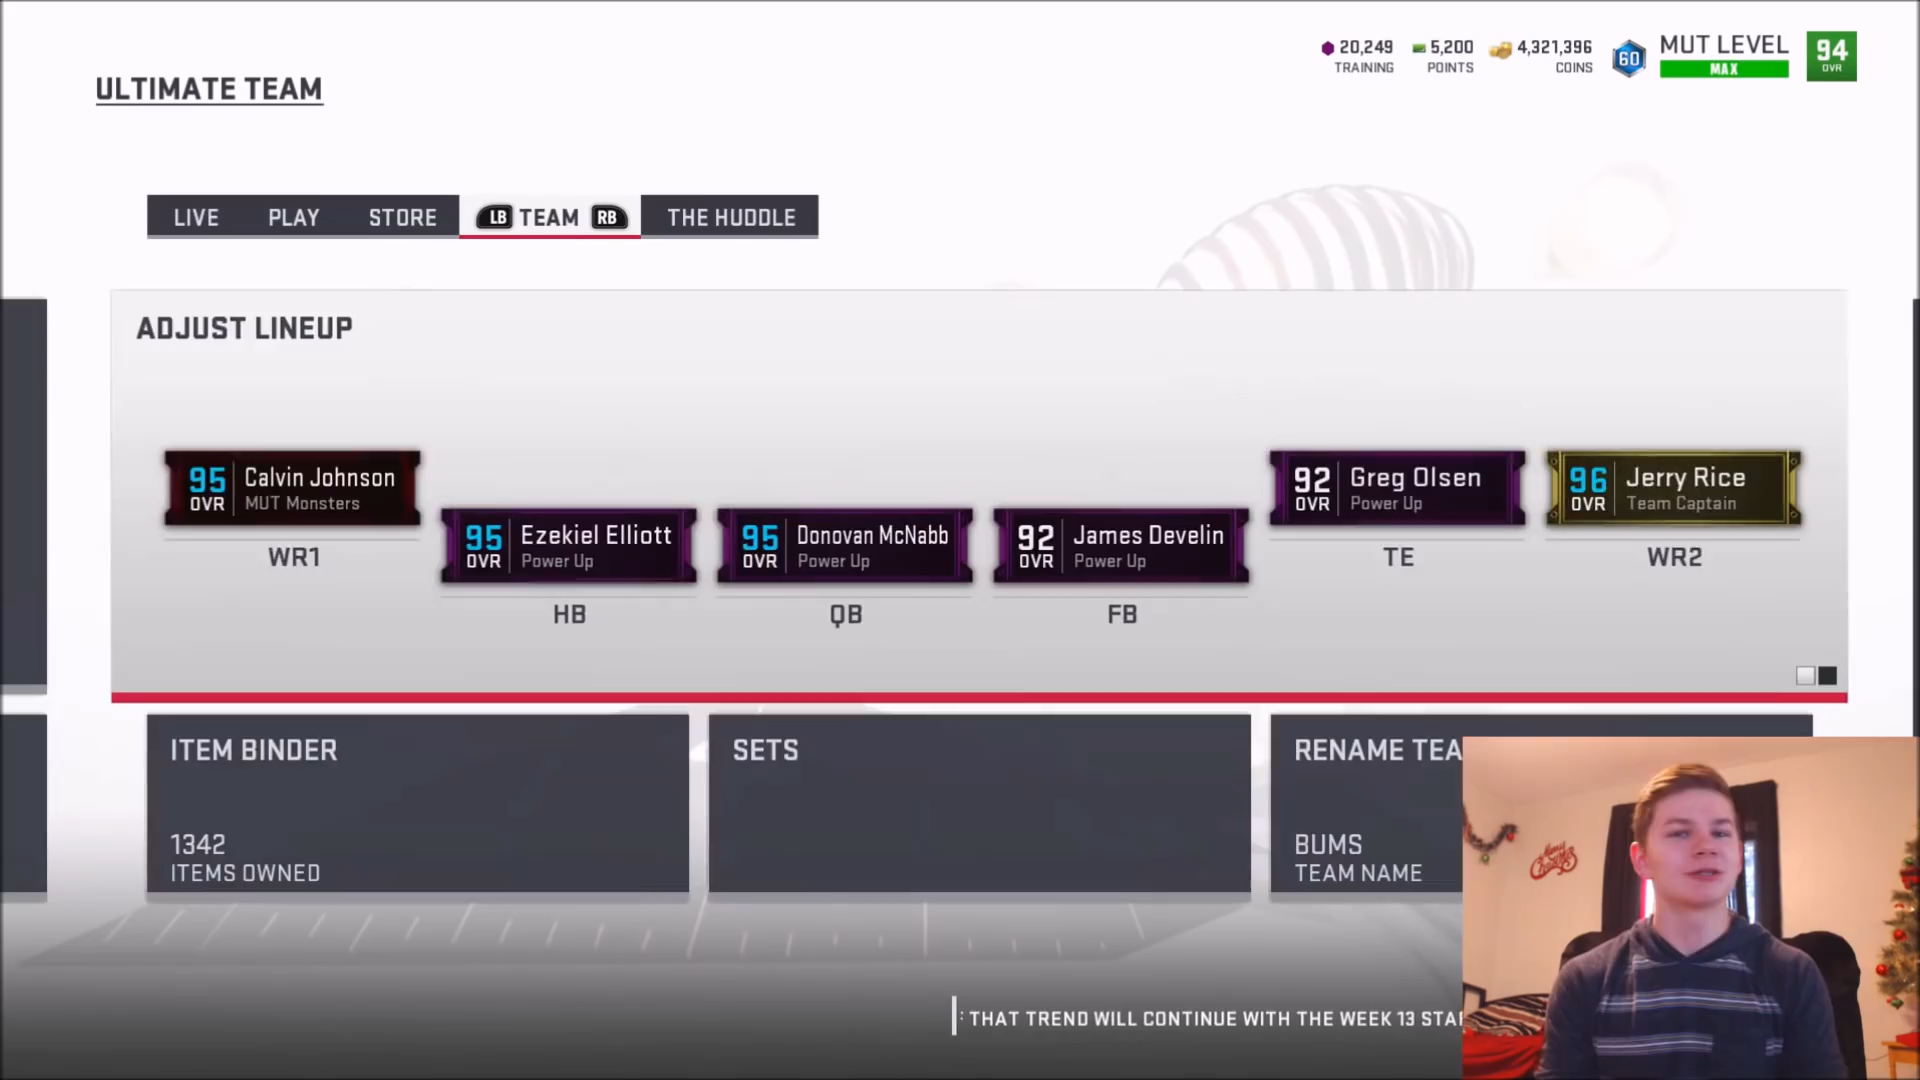 ULTIMATE TEAM
20,249
TRAINING
5,200
POINTS
4,321,396
COINS
60
MUT LEVEL
MAX
94
OVR
LIVE
PLAY
STORE
LB TEAM RB
THE HUDDLE
ADJUST LINEUP
95
OVR
Calvin Johnson
MUT Monsters
WR1
95
OVR
Ezekiel Elliott
Power Up
HB
95
OVR
Donovan McNabb
Power Up
QB
92
OVR
James Develin
Power Up
FB
92
OVR
Greg Olsen
Power Up
TE
96
OVR
Jerry Rice
Team Captain
WR2
ITEM BINDER
1342
ITEMS OWNED
SETS
RENAME TEA
BUMS
TEAM NAME
Merry
Christmas
: THAT TREND WILL CONTINUE WITH THE WEEK 13 STA